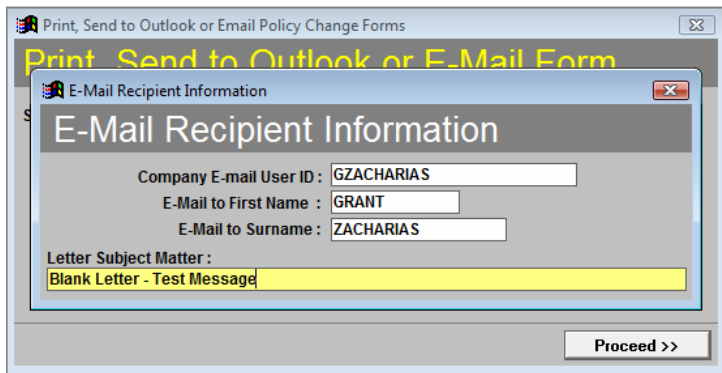 Print, Send to Outlook or Email Policy Change Forms
Print, Send to Outlook or E-Mail Form
E-Mail Recipient Information
E-Mail Recipient Information
Company E-mail User ID : GZACHARIAS
E-Mail to First Name : GRANT
E-Mail to Surname : ZACHARIAS
Letter Subject Matter :
Blank Letter - Test Message
Proceed >>